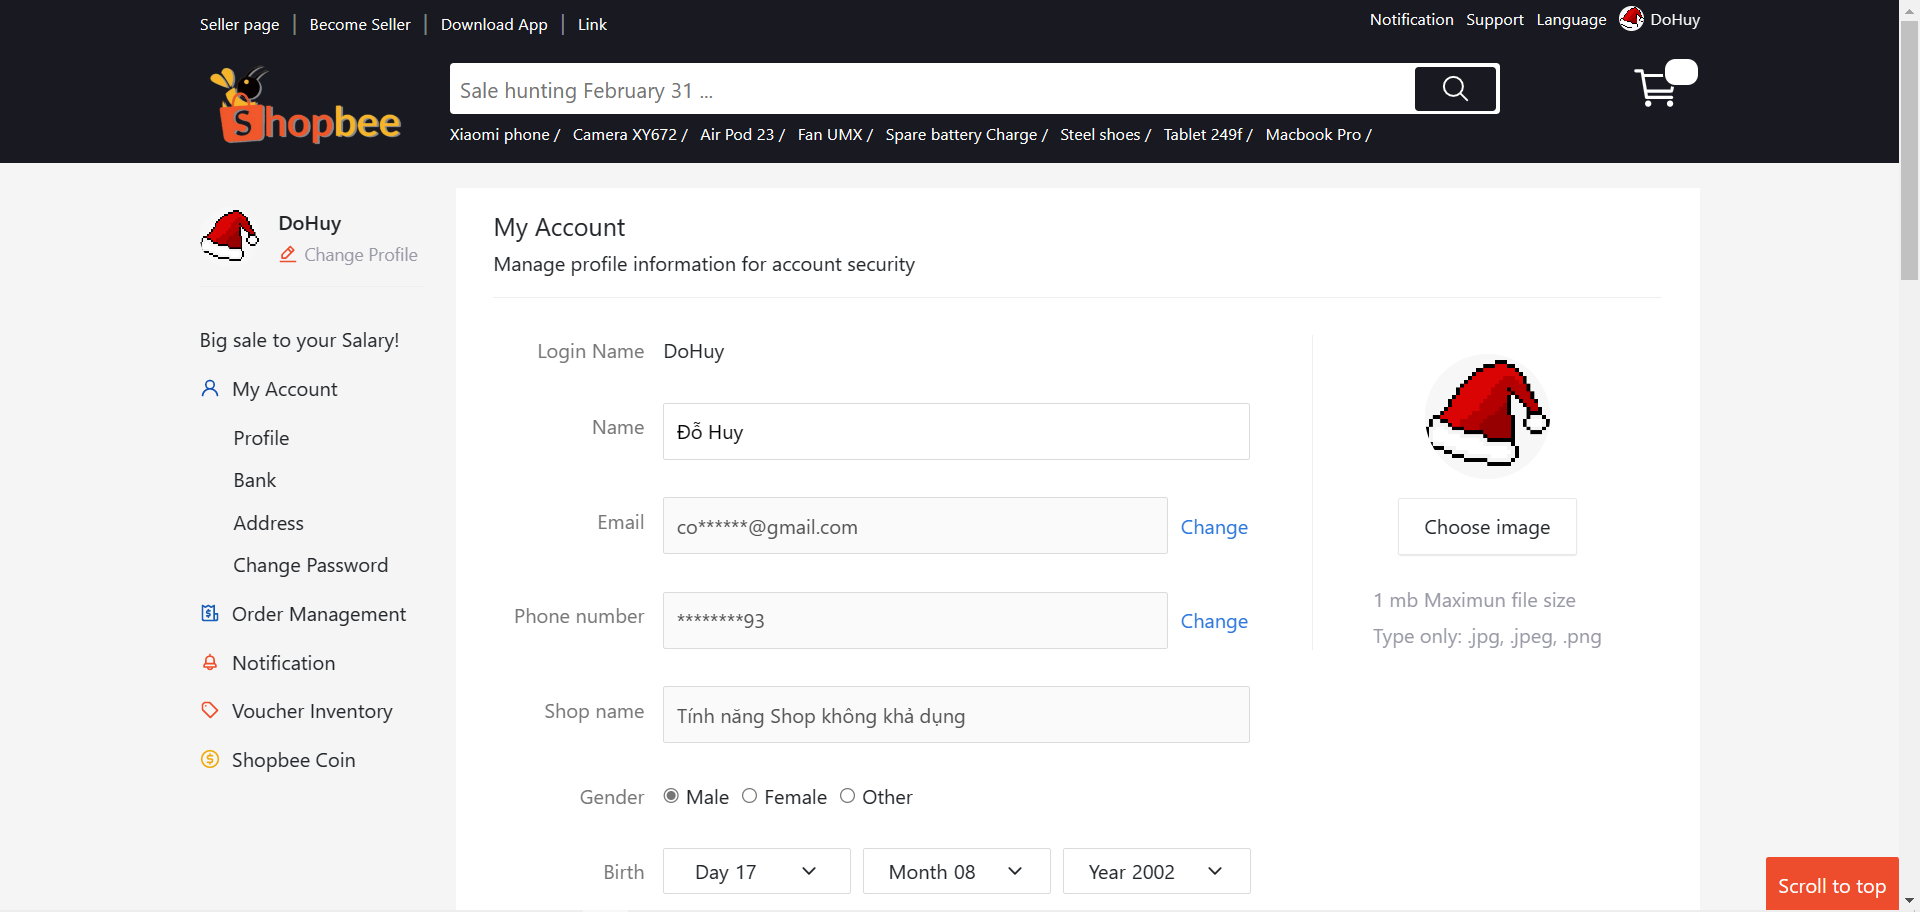 Seller page
Become Seller
Download App
Link
Notification
Support
Language
DoHuy
Shopbee
Sale hunting February 31 ...
Xiaomi phone /
Camera XY672 /
Air Pod 23 /
Fan UMX /
Spare battery Charge /
Steel shoes /
Tablet 249f /
Macbook Pro /
DoHuy
Change Profile
Big sale to your Salary!
My Account
Profile
Bank
Address
Change Password
Order Management
Notification
Voucher Inventory
Shopbee Coin
My Account
Manage profile information for account security
Login Name DoHuy
Name Đỗ Huy
Email co******@gmail.com Change
Phone number ********93 Change
Shop name Tính năng Shop không khả dụng
Gender Male Female Other
Birth Day 17 Month 08 Year 2002
Choose image
1 mb Maximun file size
Type only: .jpg, .jpeg, .png
Scroll to top